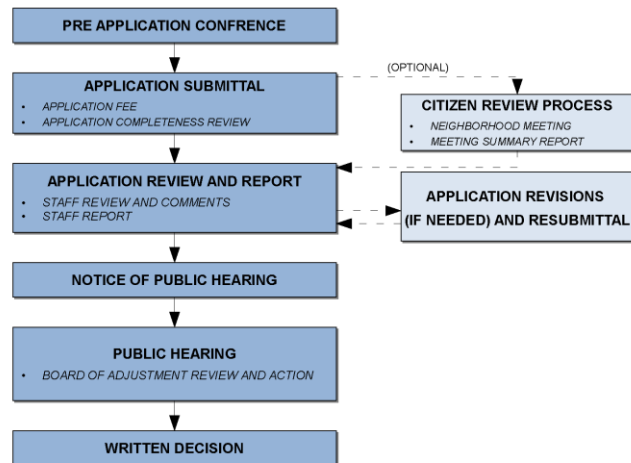 PRE APPLICATION CONFRENCE
(OPTIONAL)
APPLICATION SUBMITTAL
• APPLICATION FEE
• APPLICATION COMPLETENESS REVIEW
CITIZEN REVIEW PROCESS
• NEIGHBORHOOD MEETING
• MEETING SUMMARY REPORT
APPLICATION REVIEW AND REPORT
• STAFF REVIEW AND COMMENTS
• STAFF REPORT
APPLICATION REVISIONS
(IF NEEDED) AND RESUBMITTAL
NOTICE OF PUBLIC HEARING
PUBLIC HEARING
• BOARD OF ADJUSTMENT REVIEW AND ACTION
WRITTEN DECISION